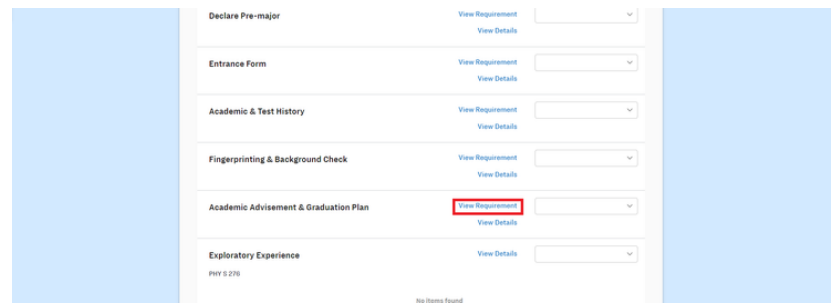 Declare Pre-major View Requirement
View Details
Entrance Form View Requirement
View Details
Academic & Test History View Requirement
View Details
Fingerprinting & Background Check View Requirement
View Details
Academic Advisement & Graduation Plan View Requirement
View Details
Exploratory Experience View Details
PHY S 276
No items found